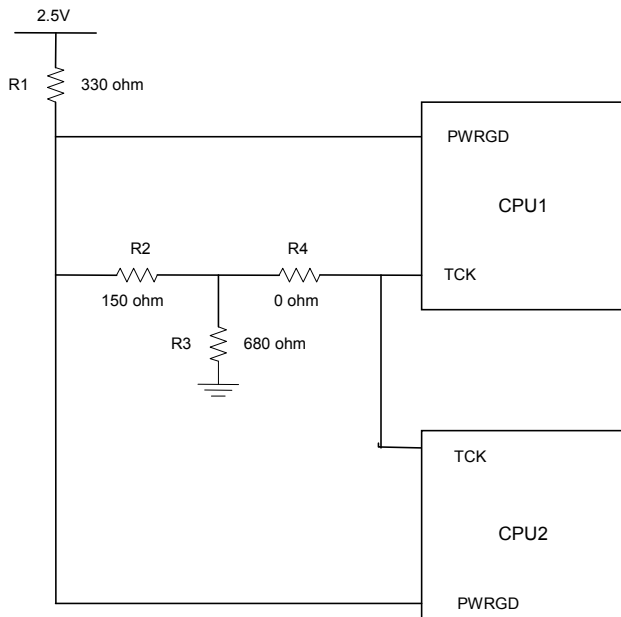 2.5V
R1 330 ohm
PWRGD
CPU1
R2
R4
TCK
150 ohm
0 ohm
R3 680 ohm
TCK
CPU2
PWRGD